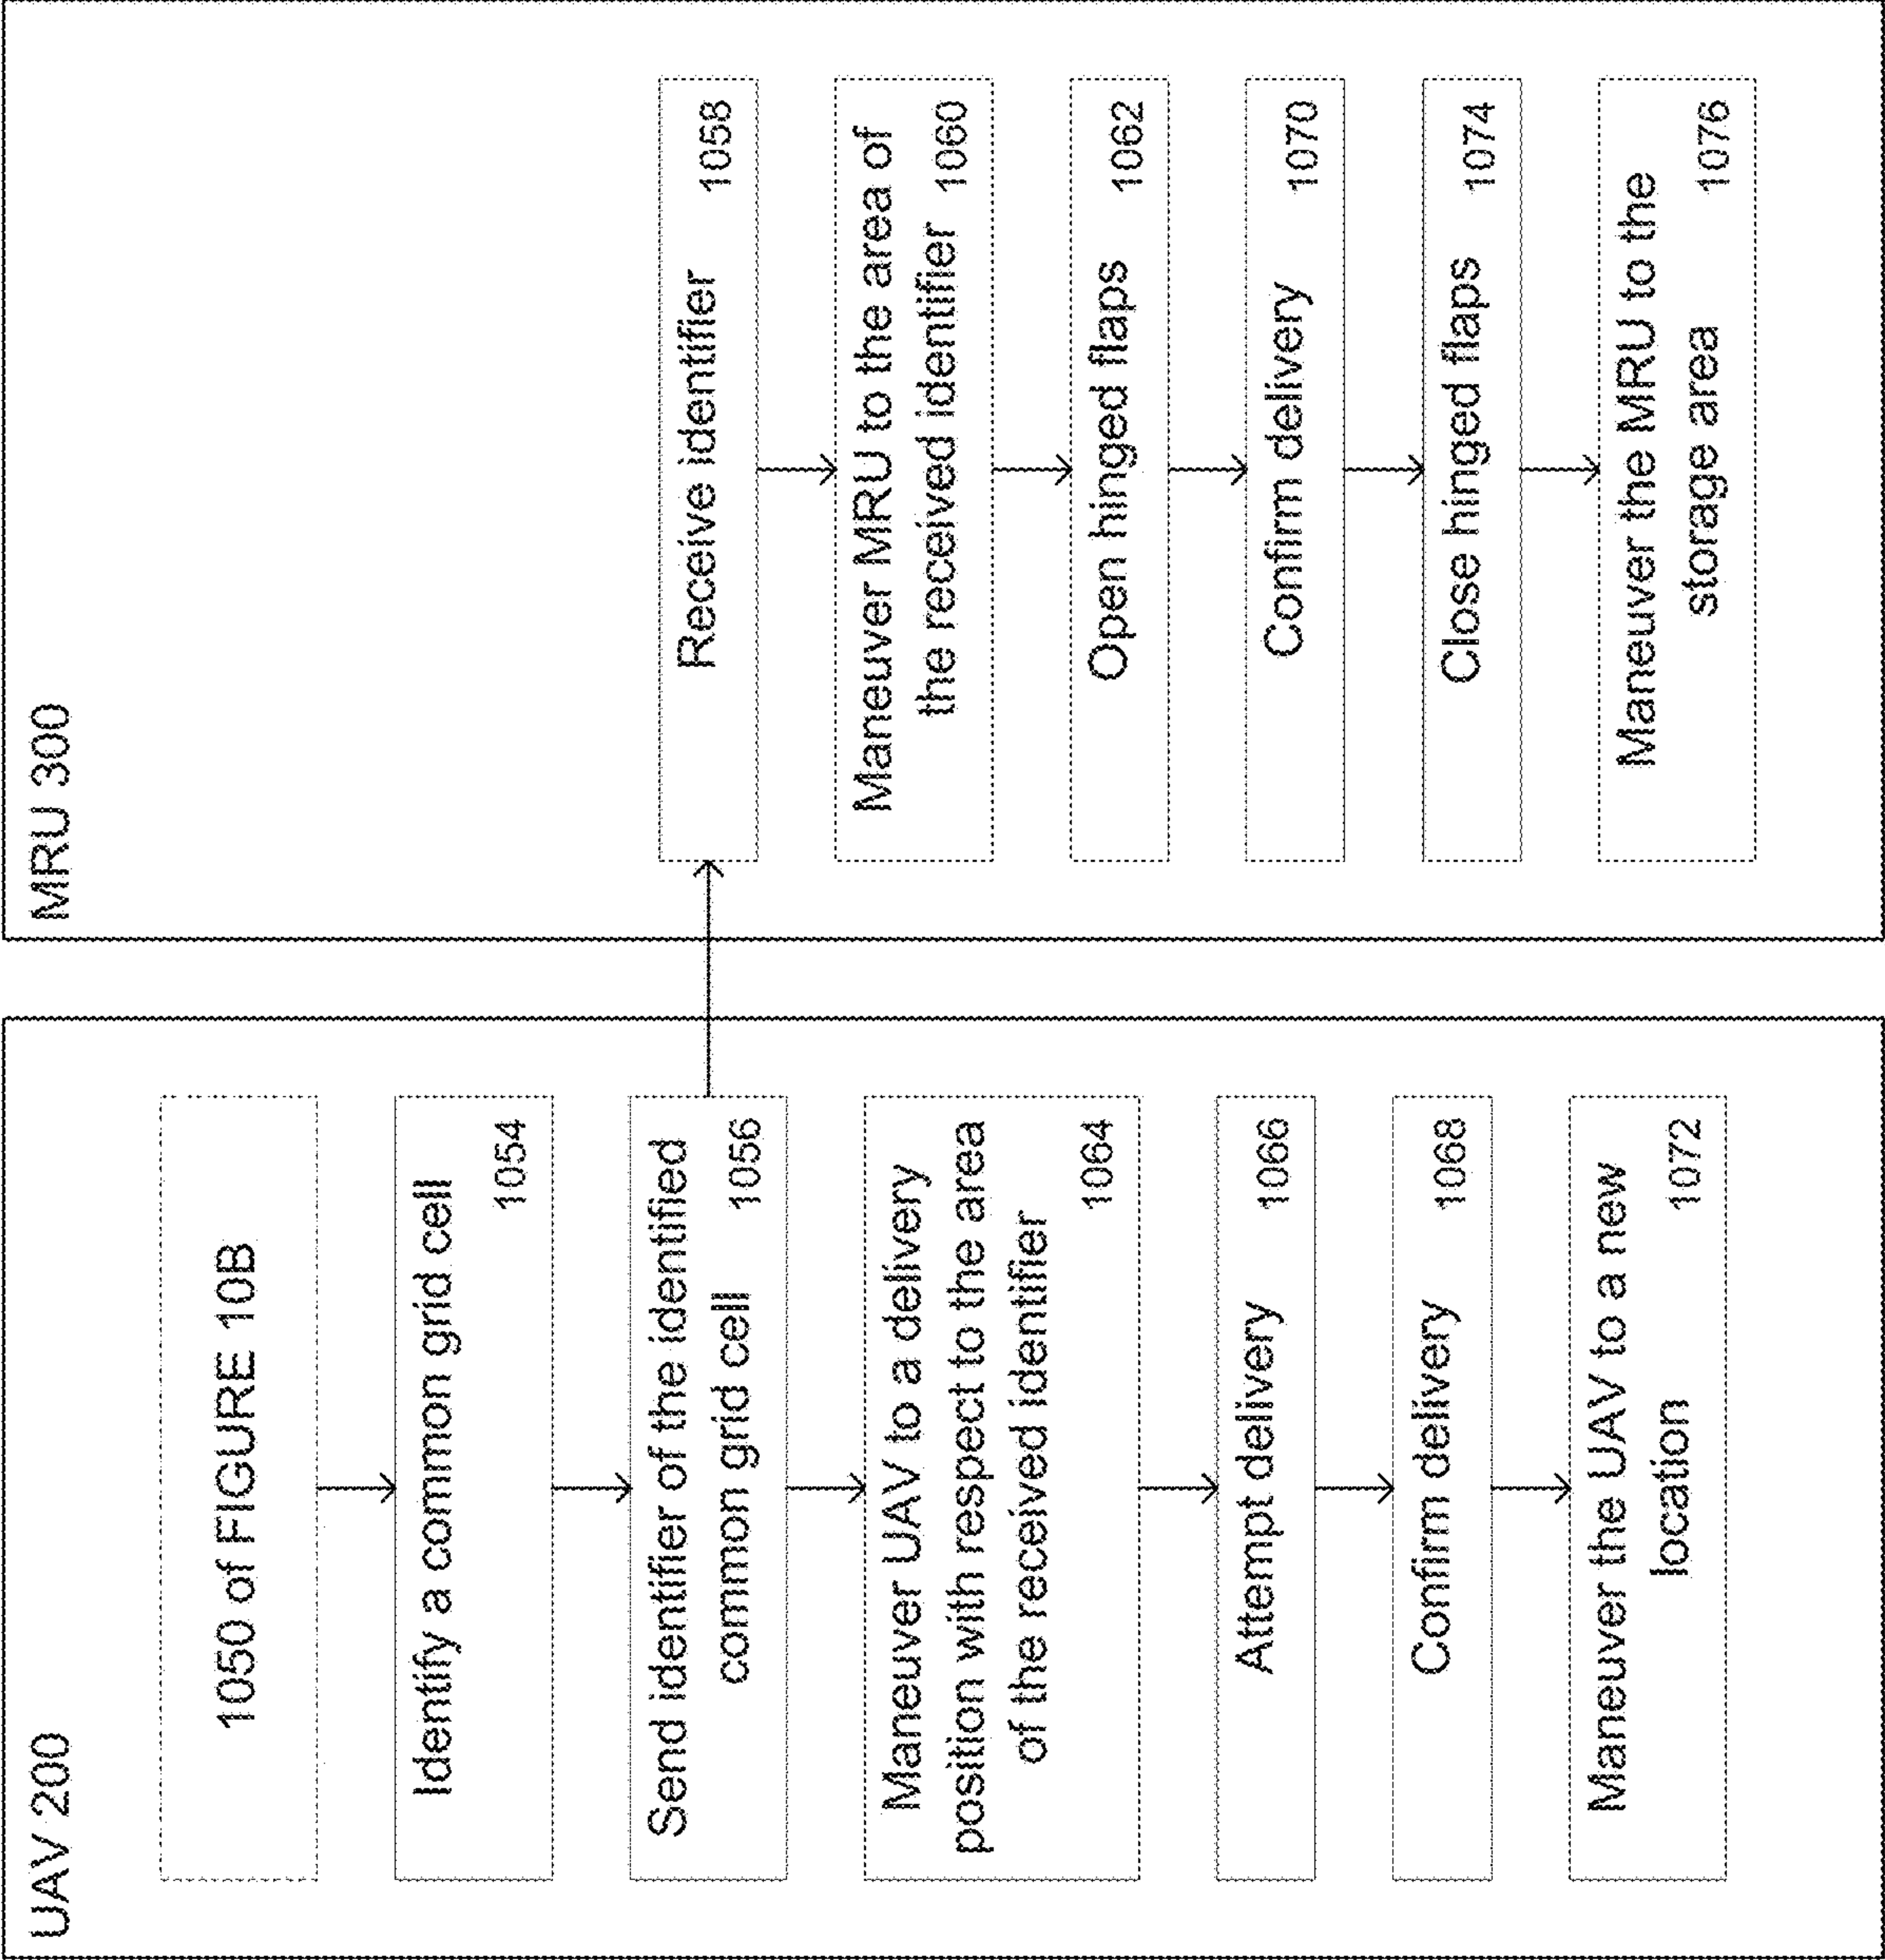 UAV 200
1050 of FIGURE 10B
Identify a common grid cell
1054
Send identifier of the identified
common grid cell 1056
Maneuver UAV to a delivery
position with respect to the area
of the received identifier 1064
Attempt delivery 1066
Confirm delivery 1068
Maneuver the UAV to a new
location 1072
MRU 300
Receive identifier 1058
Maneuver MRU to the area of
the received identifier 1060
Open hinged flaps 1062
Confirm delivery 1070
Close hinged flaps 1074
Maneuver the MRU to the
storage area 1076